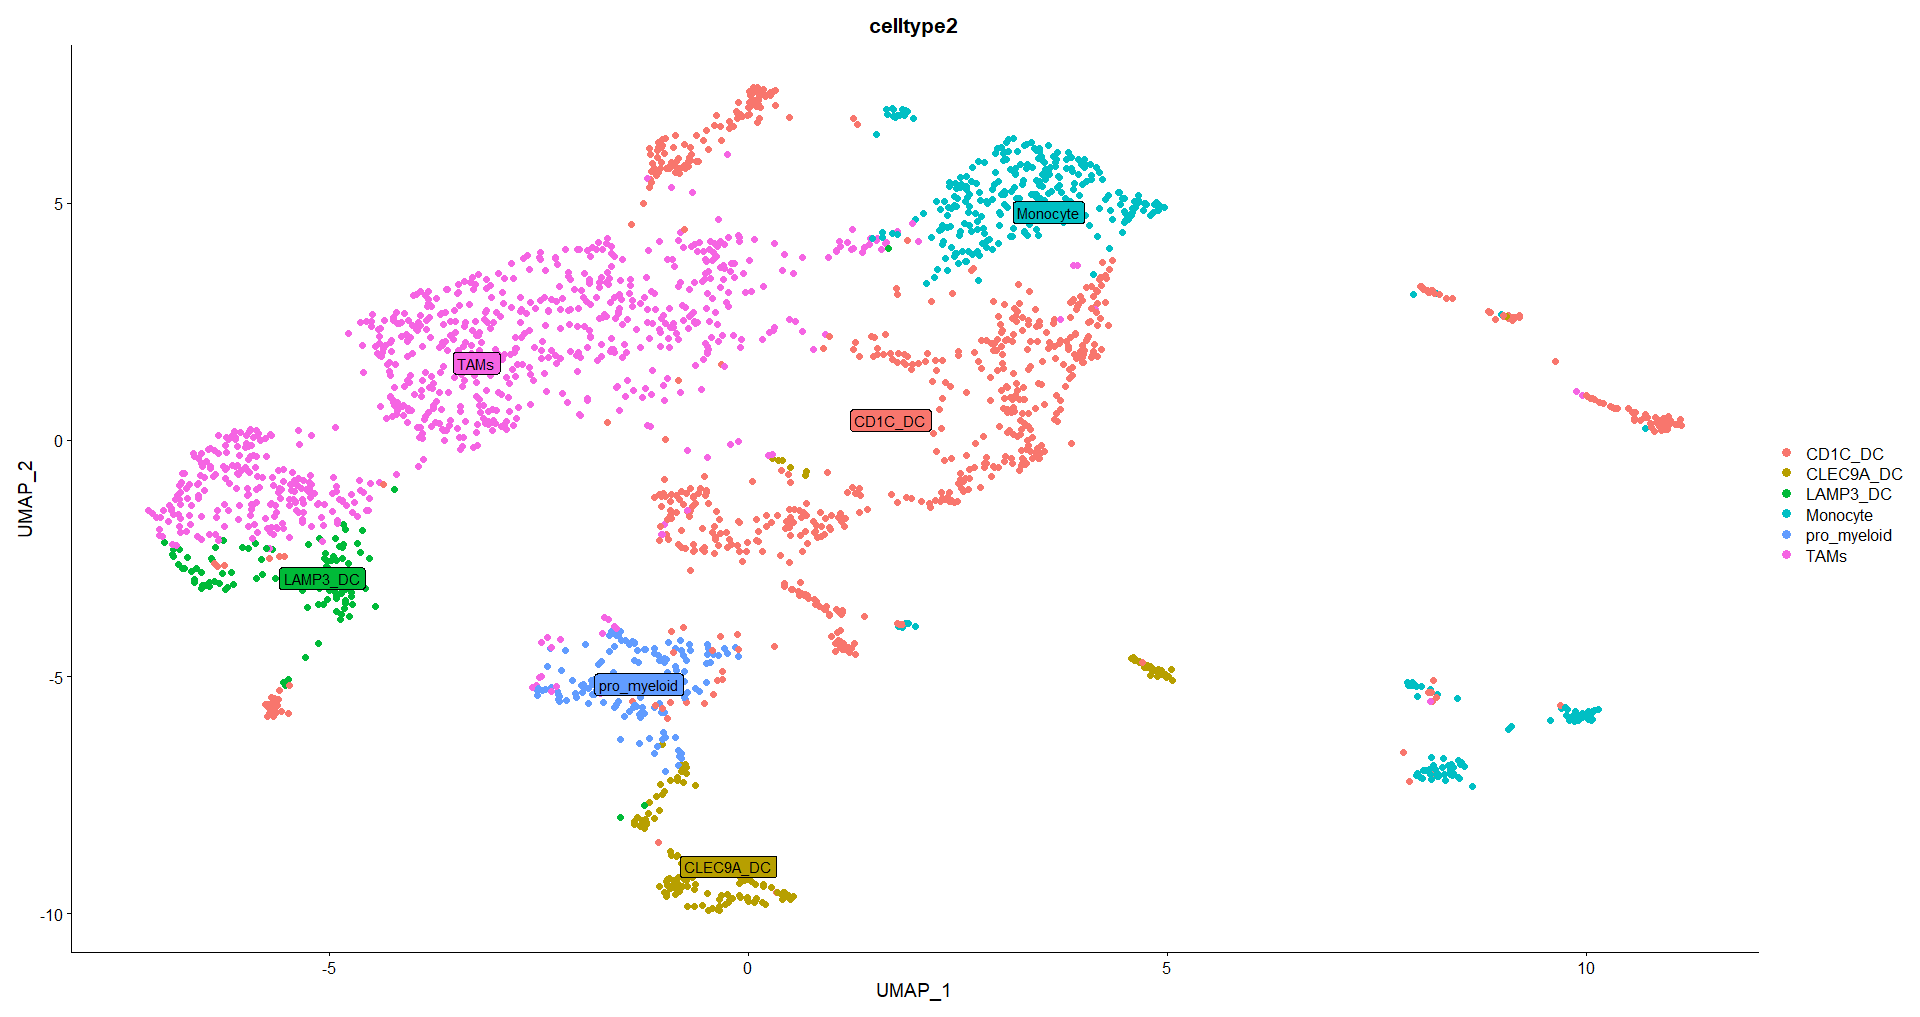 celltype2
UMAP_2
5
0
-5
-10
Monocyte
TAMs
CD1C_DC
LAMP3_DC
pro_myeloid
CLEC9A_DC
-5
0
5
10
UMAP_1
CD1C_DC
CLEC9A_DC
LAMP3_DC
Monocyte
pro_myeloid
TAMs